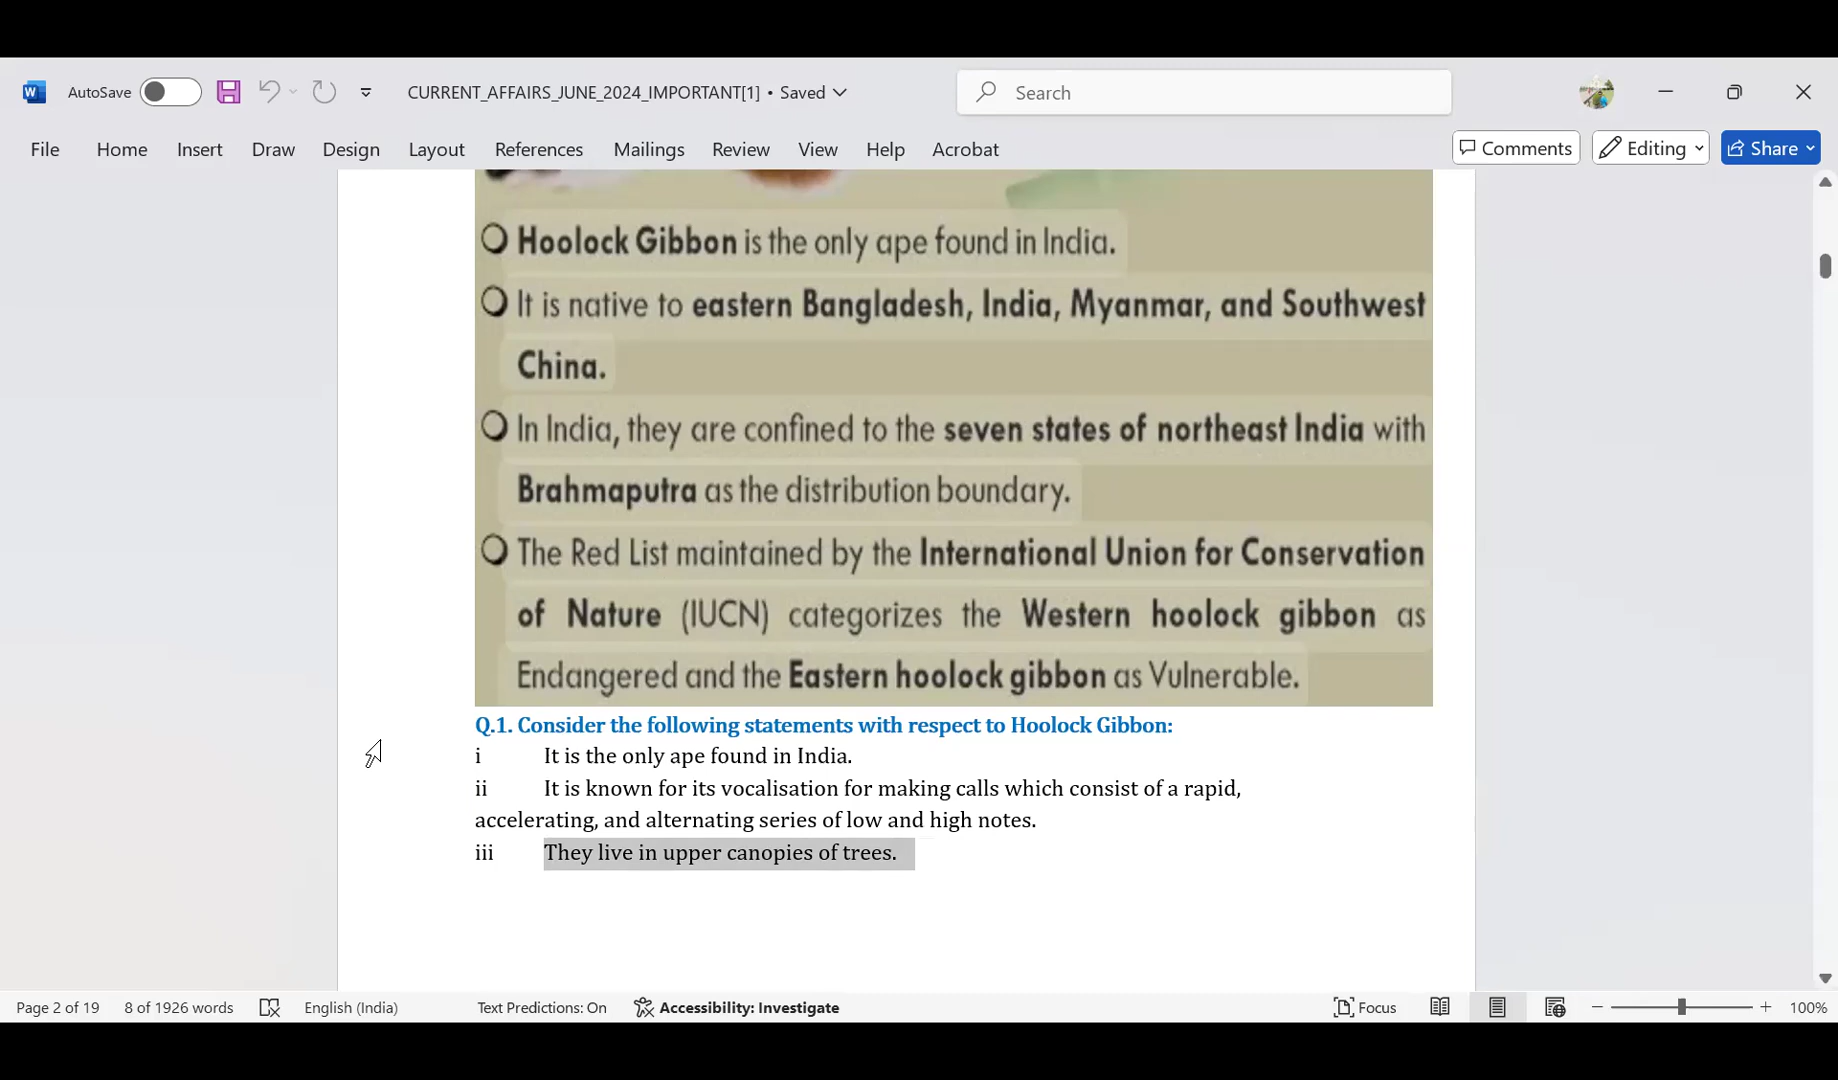 AutoSave
CURRENT_AFFAIRS_JUNE_2024_IMPORTANT[1] • Saved
Search
File Home Insert Draw Design Layout References Mailings Review View Help Acrobat
Comments Editing Share
Hoolock Gibbon is the only ape found in India.
It is native to eastern Bangladesh, India, Myanmar, and Southwest
China.
In India, they are confined to the seven states of northeast India with
Brahmaputra as the distribution boundary.
The Red List maintained by the International Union for Conservation
of Nature (IUCN) categorizes the Western hoolock gibbon as
Endangered and the Eastern hoolock gibbon as Vulnerable.
Q.1. Consider the following statements with respect to Hoolock Gibbon:
i It is the only ape found in India.
ii It is known for its vocalisation for making calls which consist of a rapid,
accelerating, and alternating series of low and high notes.
iii They live in upper canopies of trees.
Page 2 of 19 8 of 1926 words English (India) Text Predictions: On Accessibility: Investigate Focus 100%